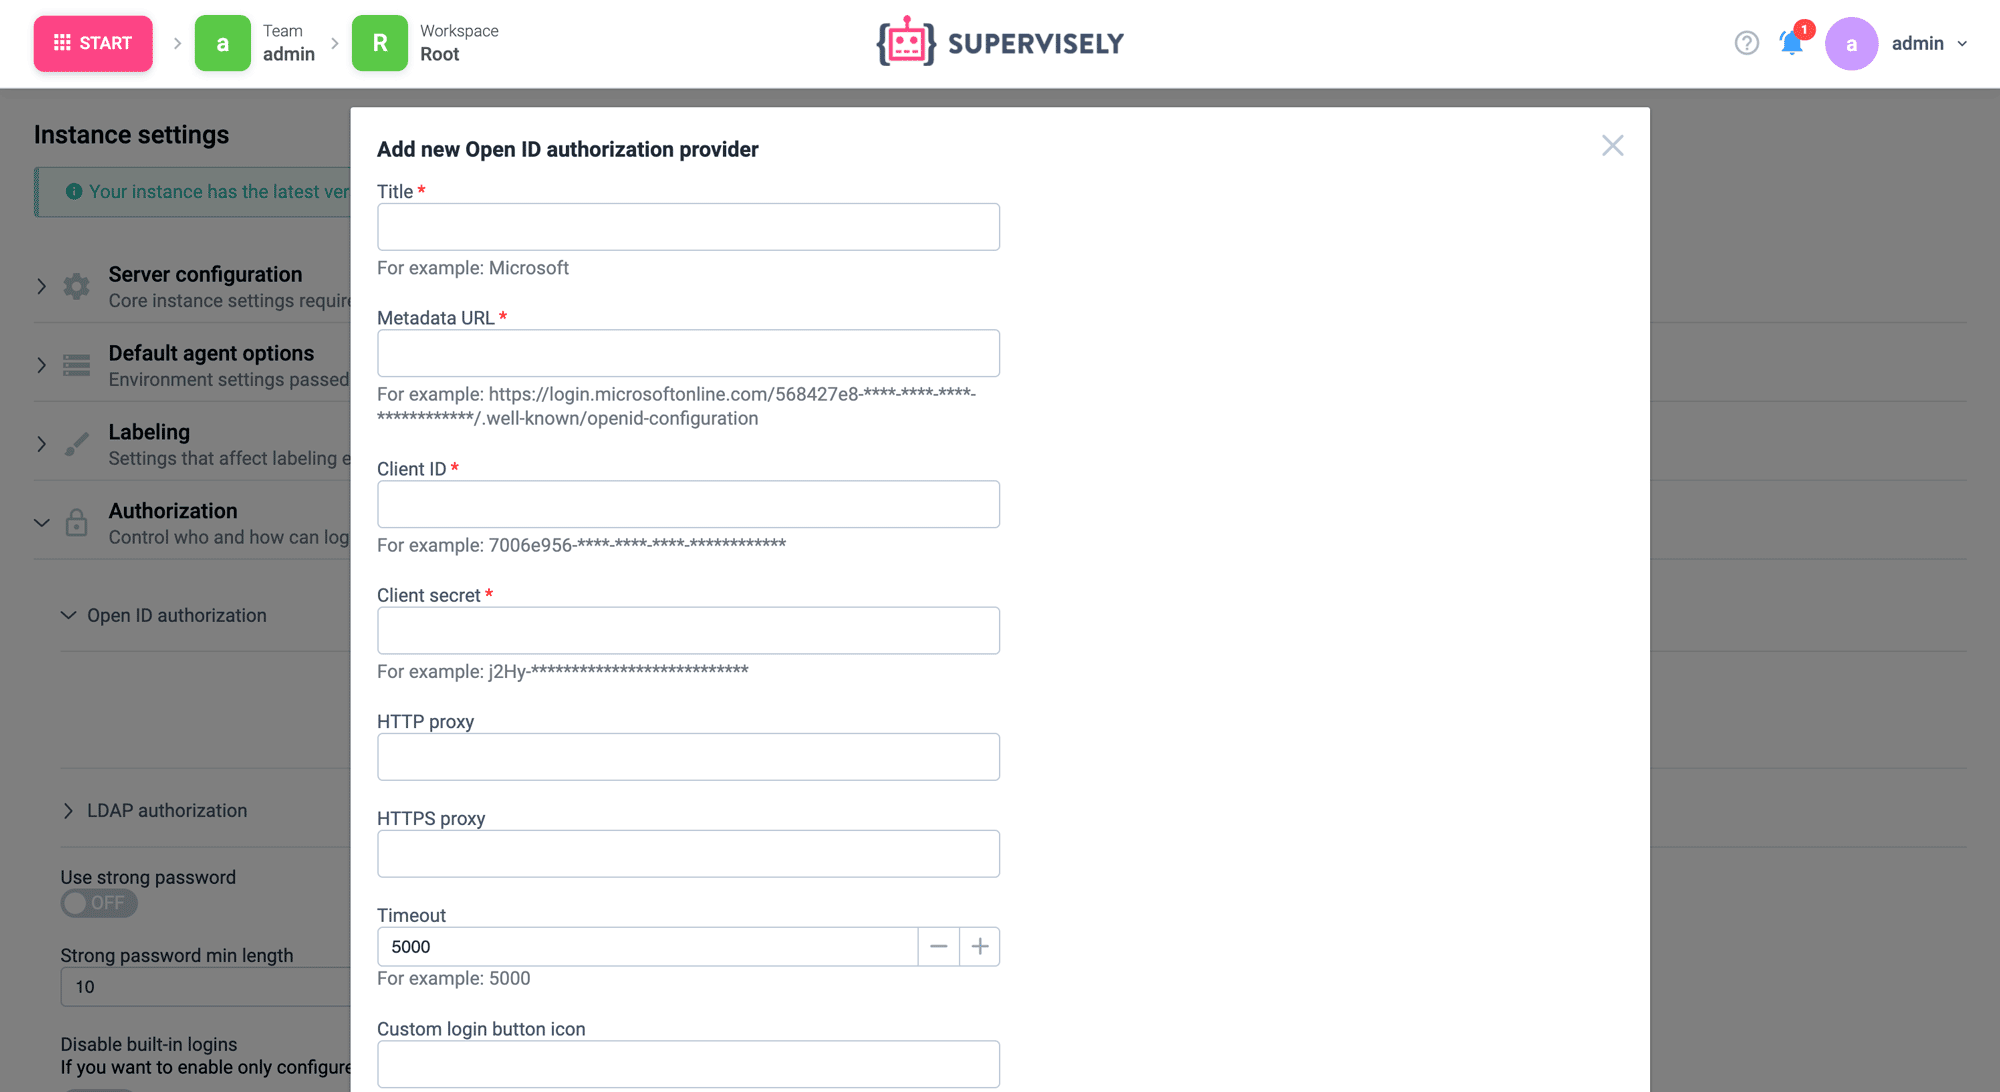 START
a
Team
admin
R
Workspace
Root
SUPERVISELY
1
a
admin
Instance settings
Your instance has the latest ver
Server configuration
Core instance settings require
Default agent options
Environment settings passed
Labeling
Settings that affect labeling e
Authorization
Control who and how can log
Open ID authorization
LDAP authorization
Use strong password
OFF
Strong password min length
10
Disable built-in logins
If you want to enable only configure
Add new Open ID authorization provider
Title *
For example: Microsoft
Metadata URL *
For example: https://login.microsoftonline.com/568427e8-****-****-****-
************/.well-known/openid-configuration
Client ID *
For example: 7006e956-****-****-****-************
Client secret *
For example: j2Hy-***************************
HTTP proxy
HTTPS proxy
Timeout
5000
For example: 5000
Custom login button icon